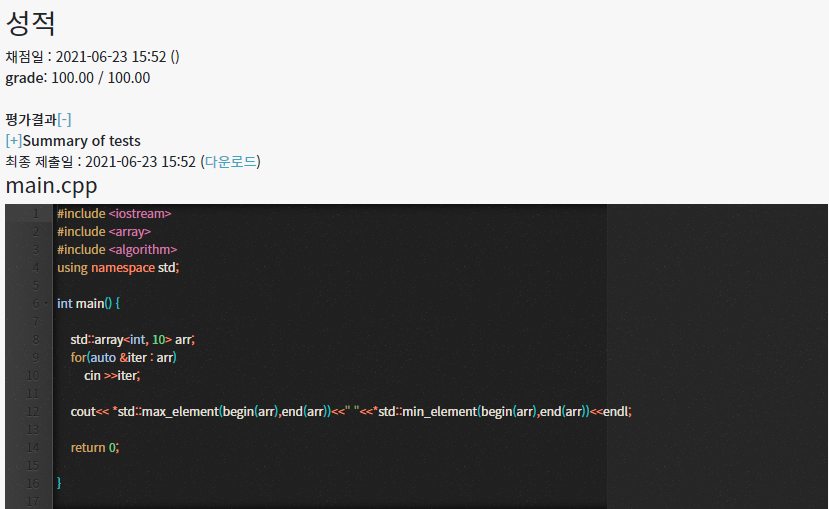 성적
채점일 : 2021-06-23 15:52 ()
grade: 100.00 / 100.00
평가결과[-]
[+]Summary of tests
최종 제출일 : 2021-06-23 15:52 (다운로드)
main.cpp
1 #include <iostream>
2 #include <array>
3 #include <algorithm>
4 using namespace std;
5
6 int main() {
7
8 std::array<int, 10> arr;
9 for(auto &iter : arr)
10 cin >>iter;
11
12 cout<< *std::max_element(begin(arr),end(arr))<<" "<<*std::min_element(begin(arr),end(arr))<<endl;
13
14 return 0;
15
16 }
17